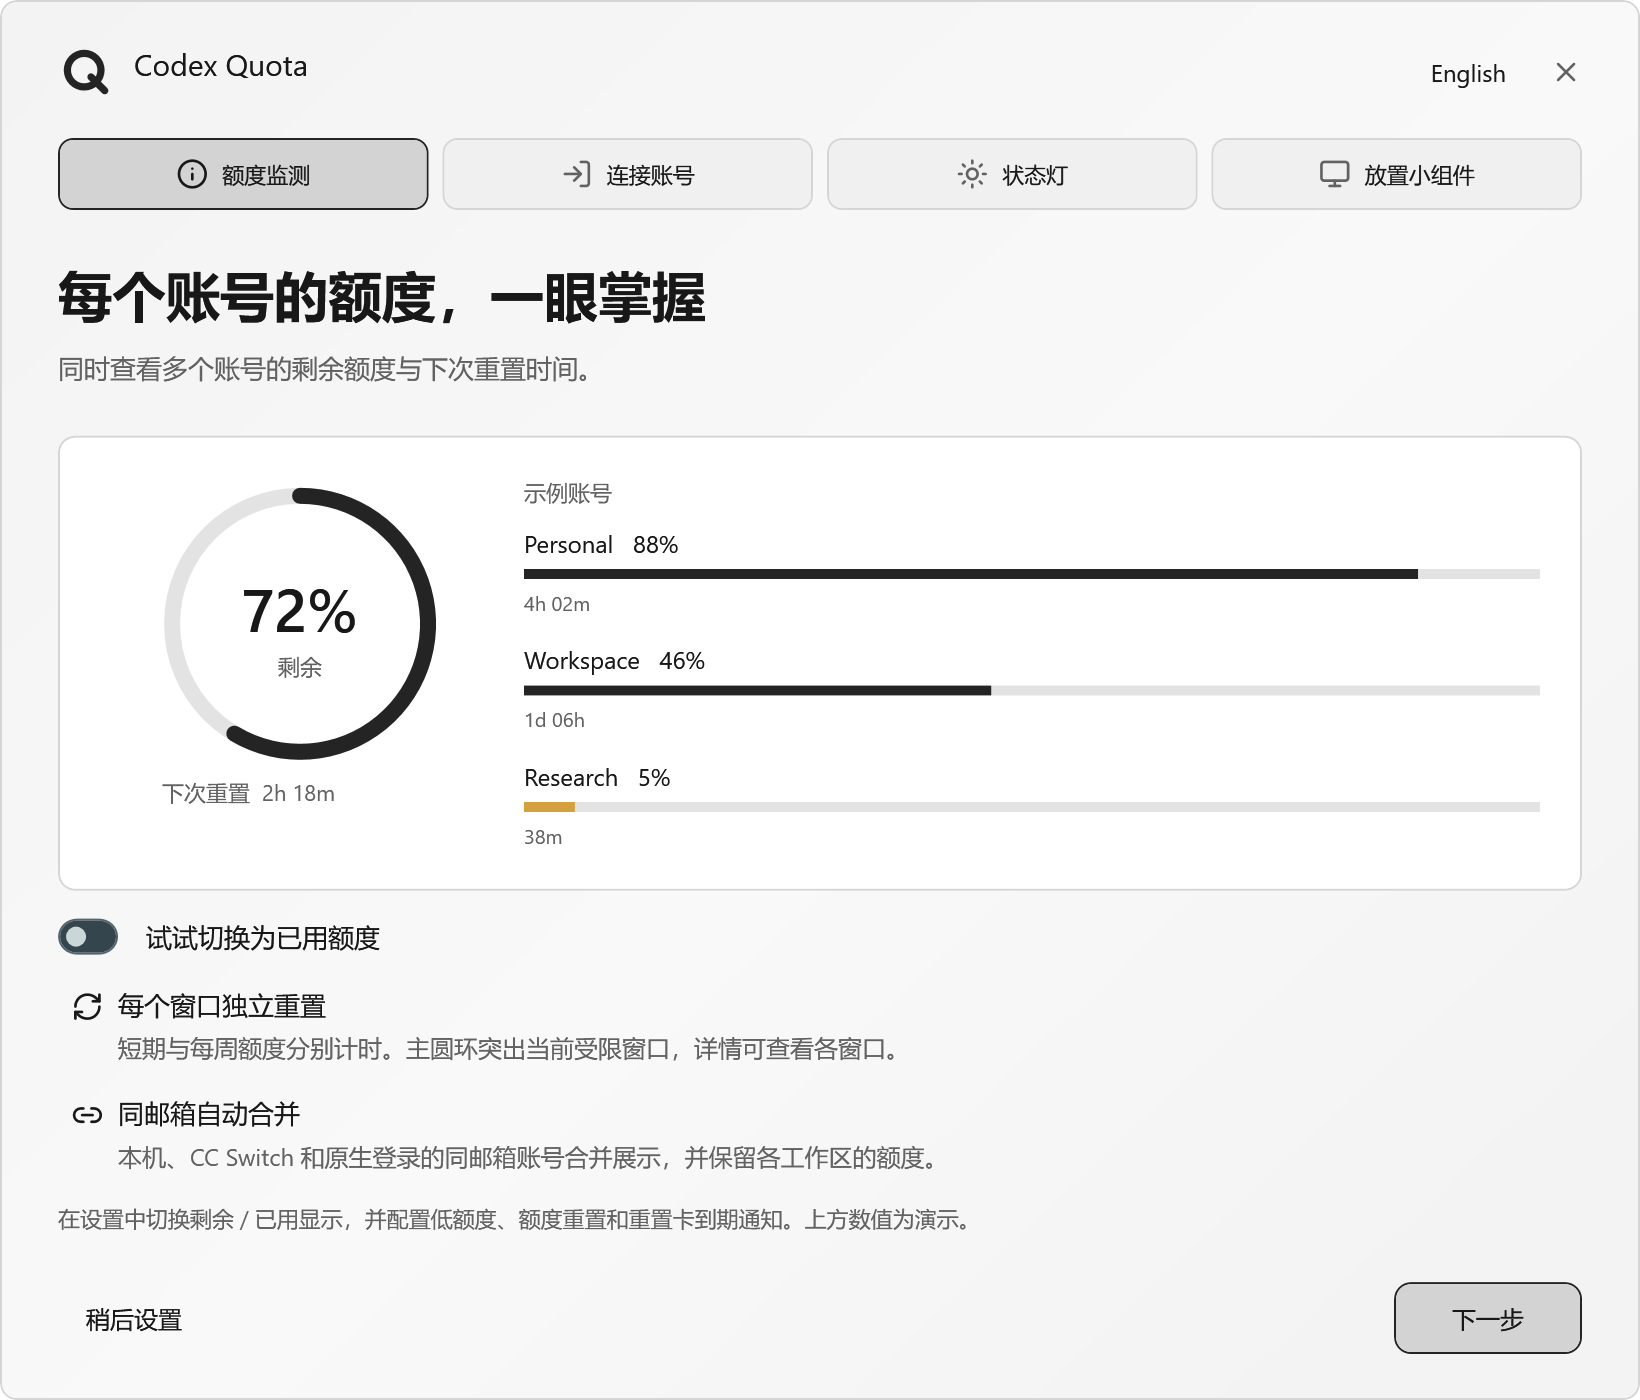 Codex Quota
English
额度监测
连接账号
状态灯
放置小组件
每个账号的额度，一眼掌握
同时查看多个账号的剩余额度与下次重置时间。
72%
剩余
下次重置 2h 18m
示例账号
Personal 88%
4h 02m
Workspace 46%
1d 06h
Research 5%
38m
试试切换为已用额度
每个窗口独立重置
短期与每周额度分别计时。主圆环突出当前受限窗口，详情可查看各窗口。
同邮箱自动合并
本机、CC Switch 和原生登录的同邮箱账号合并展示，并保留各工作区的额度。
在设置中切换剩余 / 已用显示，并配置低额度、额度重置和重置卡到期通知。上方数值为演示。
稍后设置
下一步